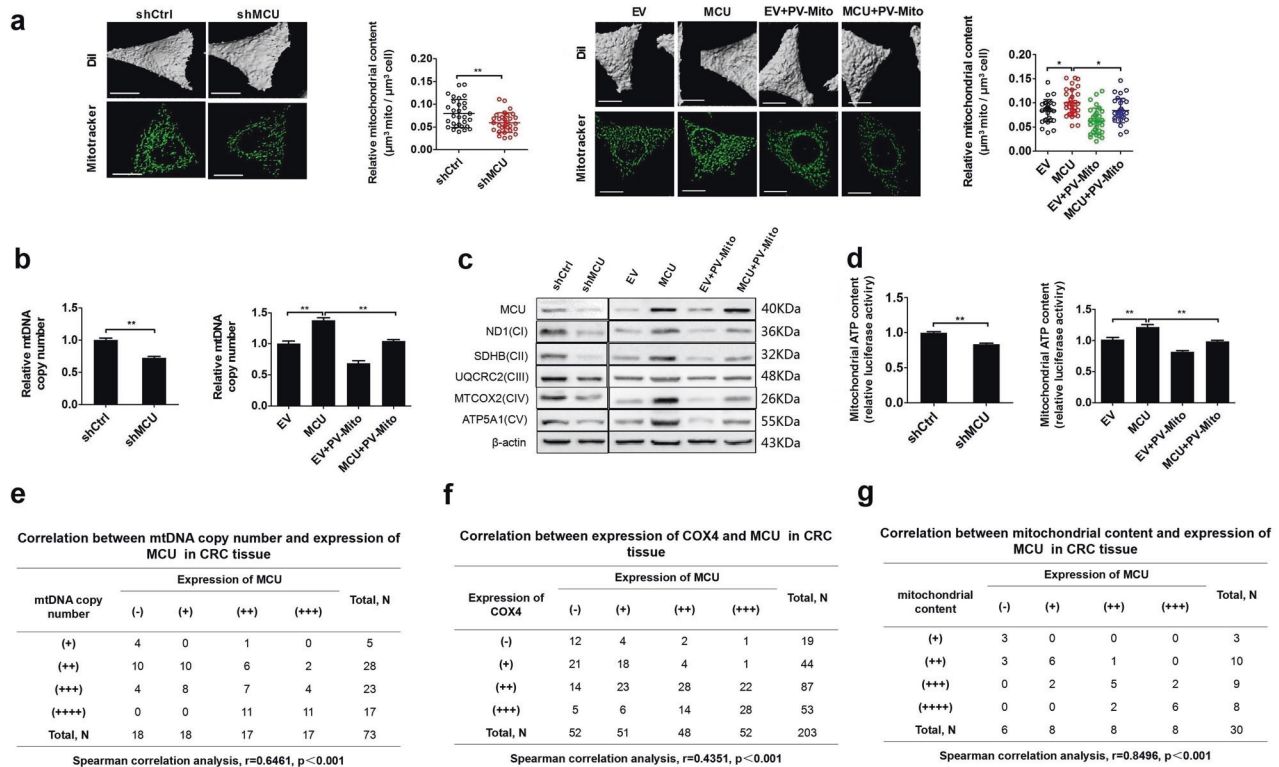 a
shCtrl
shMCU
DiI
Mitotracker
Relative mitochondrial content
(μm³ mito / μm³ cell)
0.20
0.15
0.10
0.05
0.00
**
shCtrl
shMCU
EV
MCU
EV+PV-Mito
MCU+PV-Mito
DiI
Mitotracker
Relative mitochondrial content
(μm³ mito / μm³ cell)
0.20
0.15
0.10
0.05
0.00
*
*
EV
MCU
EV+PV-Mito
MCU+PV-Mito
b
Relative mtDNA
copy number
1.5
1.0
0.5
0.0
**
shCtrl
shMCU
Relative mtDNA
copy number
1.5
1.0
0.5
0.0
**
**
EV
MCU
EV+PV-Mito
MCU+PV-Mito
c
shCtrl
shMCU
EV
MCU
EV+PV-Mito
MCU+PV-Mito
MCU 40KDa
ND1(CI) 36KDa
SDHB(CII) 32KDa
UQCRC2(CIII) 48KDa
MTCOX2(CIV) 26KDa
ATP5A1(CV) 55KDa
β-actin 43KDa
d
Mitochondrial ATP content
(relative luciferase activiry)
1.5
1.0
0.5
0.0
**
shCtrl
shMCU
Mitochondrial ATP content
(relative luciferase activiry)
1.5
1.0
0.5
0.0
**
**
EV
MCU
EV+PV-Mito
MCU+PV-Mito
e
Correlation between mtDNA copy number and expression of
MCU in CRC tissue
Expression of MCU
mtDNA copy
number
(-) (+) (++) (+++) Total, N
(+) 4 0 1 0 5
(++) 10 10 6 2 28
(+++) 4 8 7 4 23
(++++) 0 0 11 11 17
Total, N 18 18 17 17 73
Spearman correlation analysis, r=0.6461, p<0.001
f
Correlation between expression of COX4 and MCU in CRC
tissue
Expression of MCU
Expression of
COX4
(-) (+) (++) (+++) Total, N
(-) 12 4 2 1 19
(+) 21 18 4 1 44
(++) 14 23 28 22 87
(+++) 5 6 14 28 53
Total, N 52 51 48 52 203
Spearman correlation analysis, r=0.4351, p<0.001
g
Correlation between mitochondrial content and expression of
MCU in CRC tissue
Expression of MCU
mitochondrial
content
(-) (+) (++) (+++) Total, N
(+) 3 0 0 0 3
(++) 3 6 1 0 10
(+++) 0 2 5 2 9
(++++) 0 0 2 6 8
Total, N 6 8 8 8 30
Spearman correlation analysis, r=0.8496, p<0.001